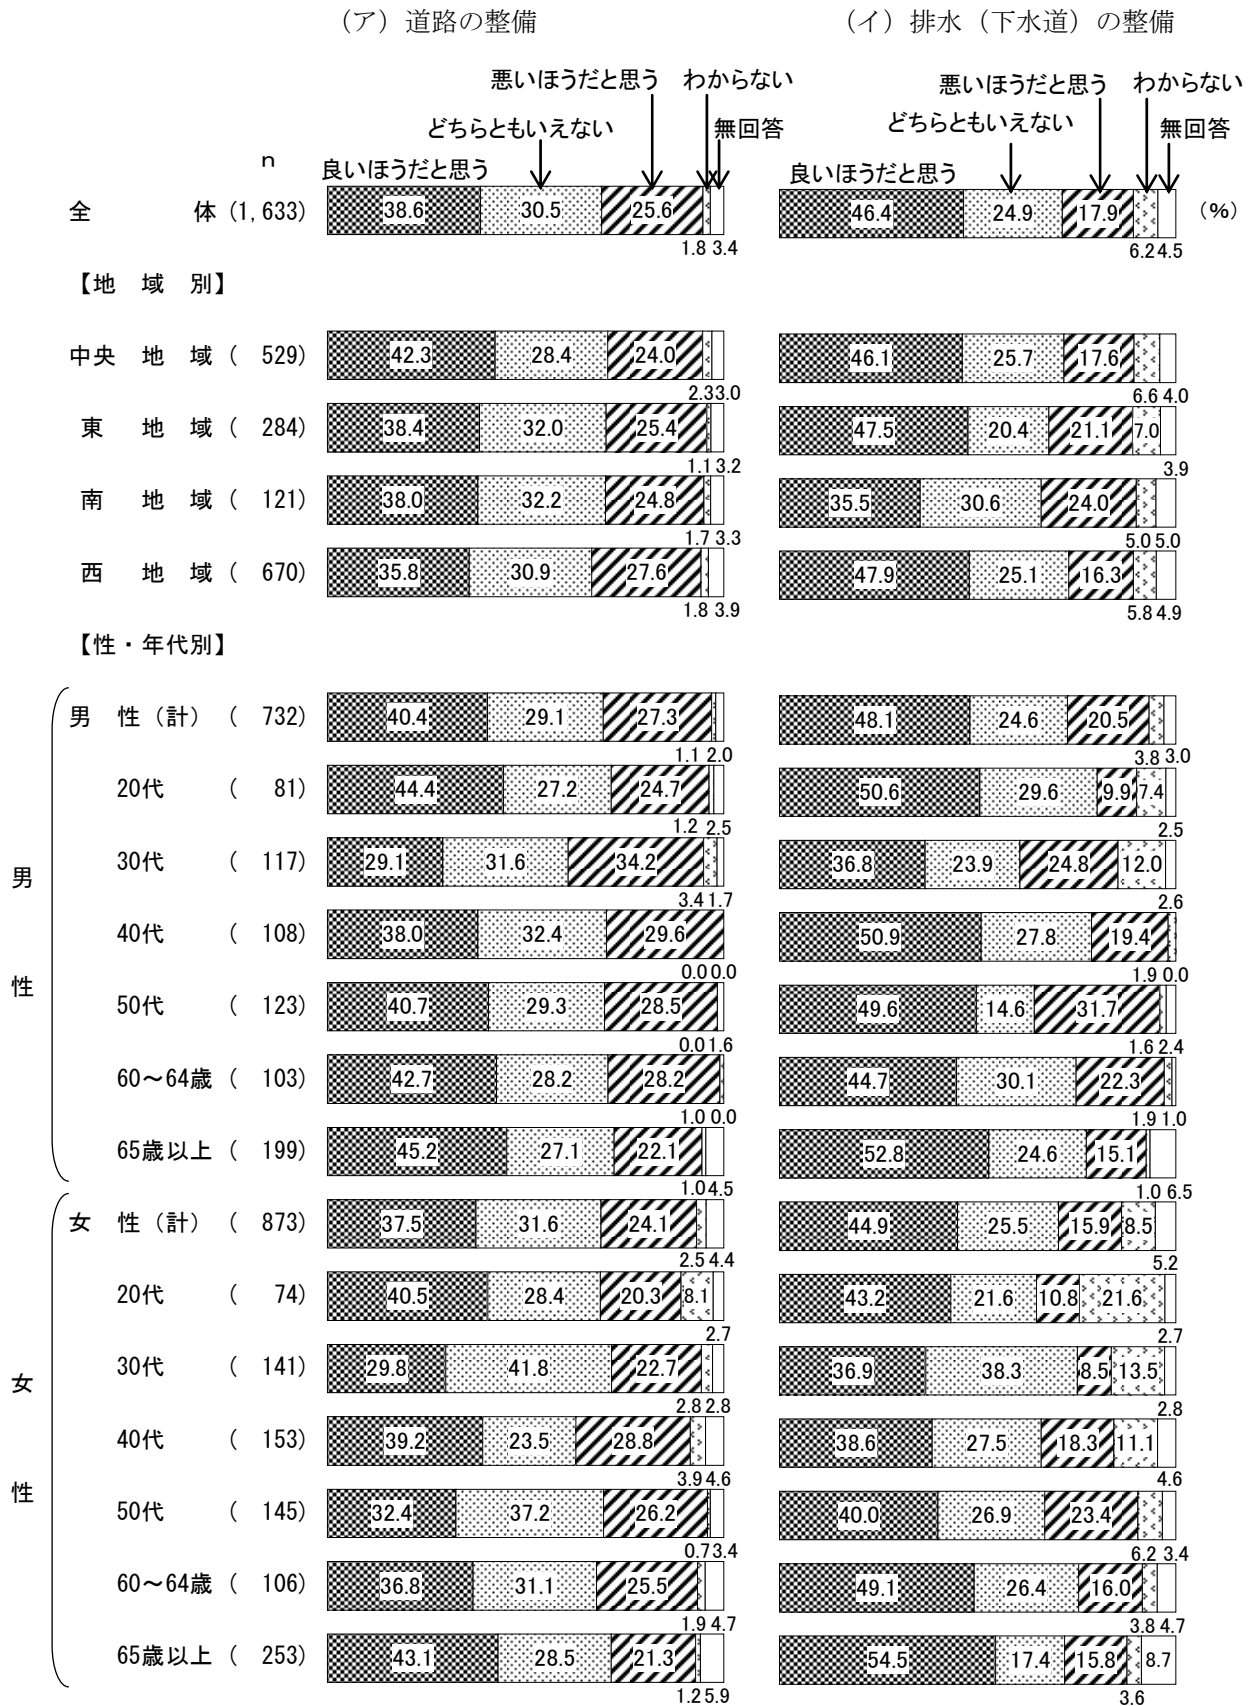 （ア）道路の整備　（イ）排水（下水道）の整備
悪いほうだと思う　わからない　悪いほうだと思う　わからない
どちらともいえない　無回答　どちらともいえない　無回答
n　良いほうだと思う　良いほうだと思う
全　体（1,633）　38.6　30.5　25.6　46.4　24.9　17.9　（%）
1.8　3.4　6.2　4.5
【地　域　別】
中央　地　域（　529）　42.3　28.4　24.0　46.1　25.7　17.6
2.3　3.0　6.6　4.0
東　地　域（　284）　38.4　32.0　25.4　47.5　20.4　21.1　7.0
1.1　3.2　3.9
南　地　域（　121）　38.0　32.2　24.8　35.5　30.6　24.0
1.7　3.3　5.0　5.0
西　地　域（　670）　35.8　30.9　27.6　47.9　25.1　16.3
1.8　3.9　5.8　4.9
【性・年代別】
男　性（計）（　732）　40.4　29.1　27.3　48.1　24.6　20.5
1.1　2.0　3.8　3.0
20代　（　81）　44.4　27.2　24.7　50.6　29.6　9.9　7.4
1.2　2.5　2.5
男　30代　（　117）　29.1　31.6　34.2　36.8　23.9　24.8　12.0
3.4　1.7　2.6
40代　（　108）　38.0　32.4　29.6　50.9　27.8　19.4
0.0　0.0　1.9　0.0
性　50代　（　123）　40.7　29.3　28.5　49.6　14.6　31.7
0.0　1.6　1.6　2.4
60～64歳（　103）　42.7　28.2　28.2　44.7　30.1　22.3
1.0　0.0　1.9　1.0
65歳以上（　199）　45.2　27.1　22.1　52.8　24.6　15.1
1.0　4.5　1.0　6.5
女　性（計）（　873）　37.5　31.6　24.1　44.9　25.5　15.9　8.5
2.5　4.4　5.2
20代　（　74）　40.5　28.4　20.3　8.1　43.2　21.6　10.8　21.6
2.7　2.7
女　30代　（　141）　29.8　41.8　22.7　36.9　38.3　8.5　13.5
2.8　2.8　2.8
40代　（　153）　39.2　23.5　28.8　38.6　27.5　18.3　11.1
3.9　4.6　4.6
性　50代　（　145）　32.4　37.2　26.2　40.0　26.9　23.4
0.7　3.4　6.2　3.4
60～64歳（　106）　36.8　31.1　25.5　49.1　26.4　16.0
1.9　4.7　3.8　4.7
65歳以上（　253）　43.1　28.5　21.3　54.5　17.4　15.8　8.7
1.2　5.9　3.6